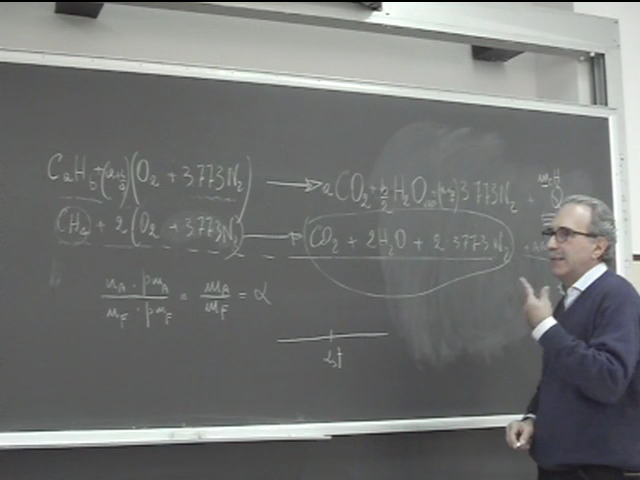 CaHb + (a+b/4)(O2 + 3.773N2) → aCO2 + b/2 H2O + (a+b/4) 3.773N2 +
CH4 + 2(O2 + 3.773N2) → CO2 + 2H2O + 2 3.773N2
nA · pmA / nF · pmF = mA / mF = α
st